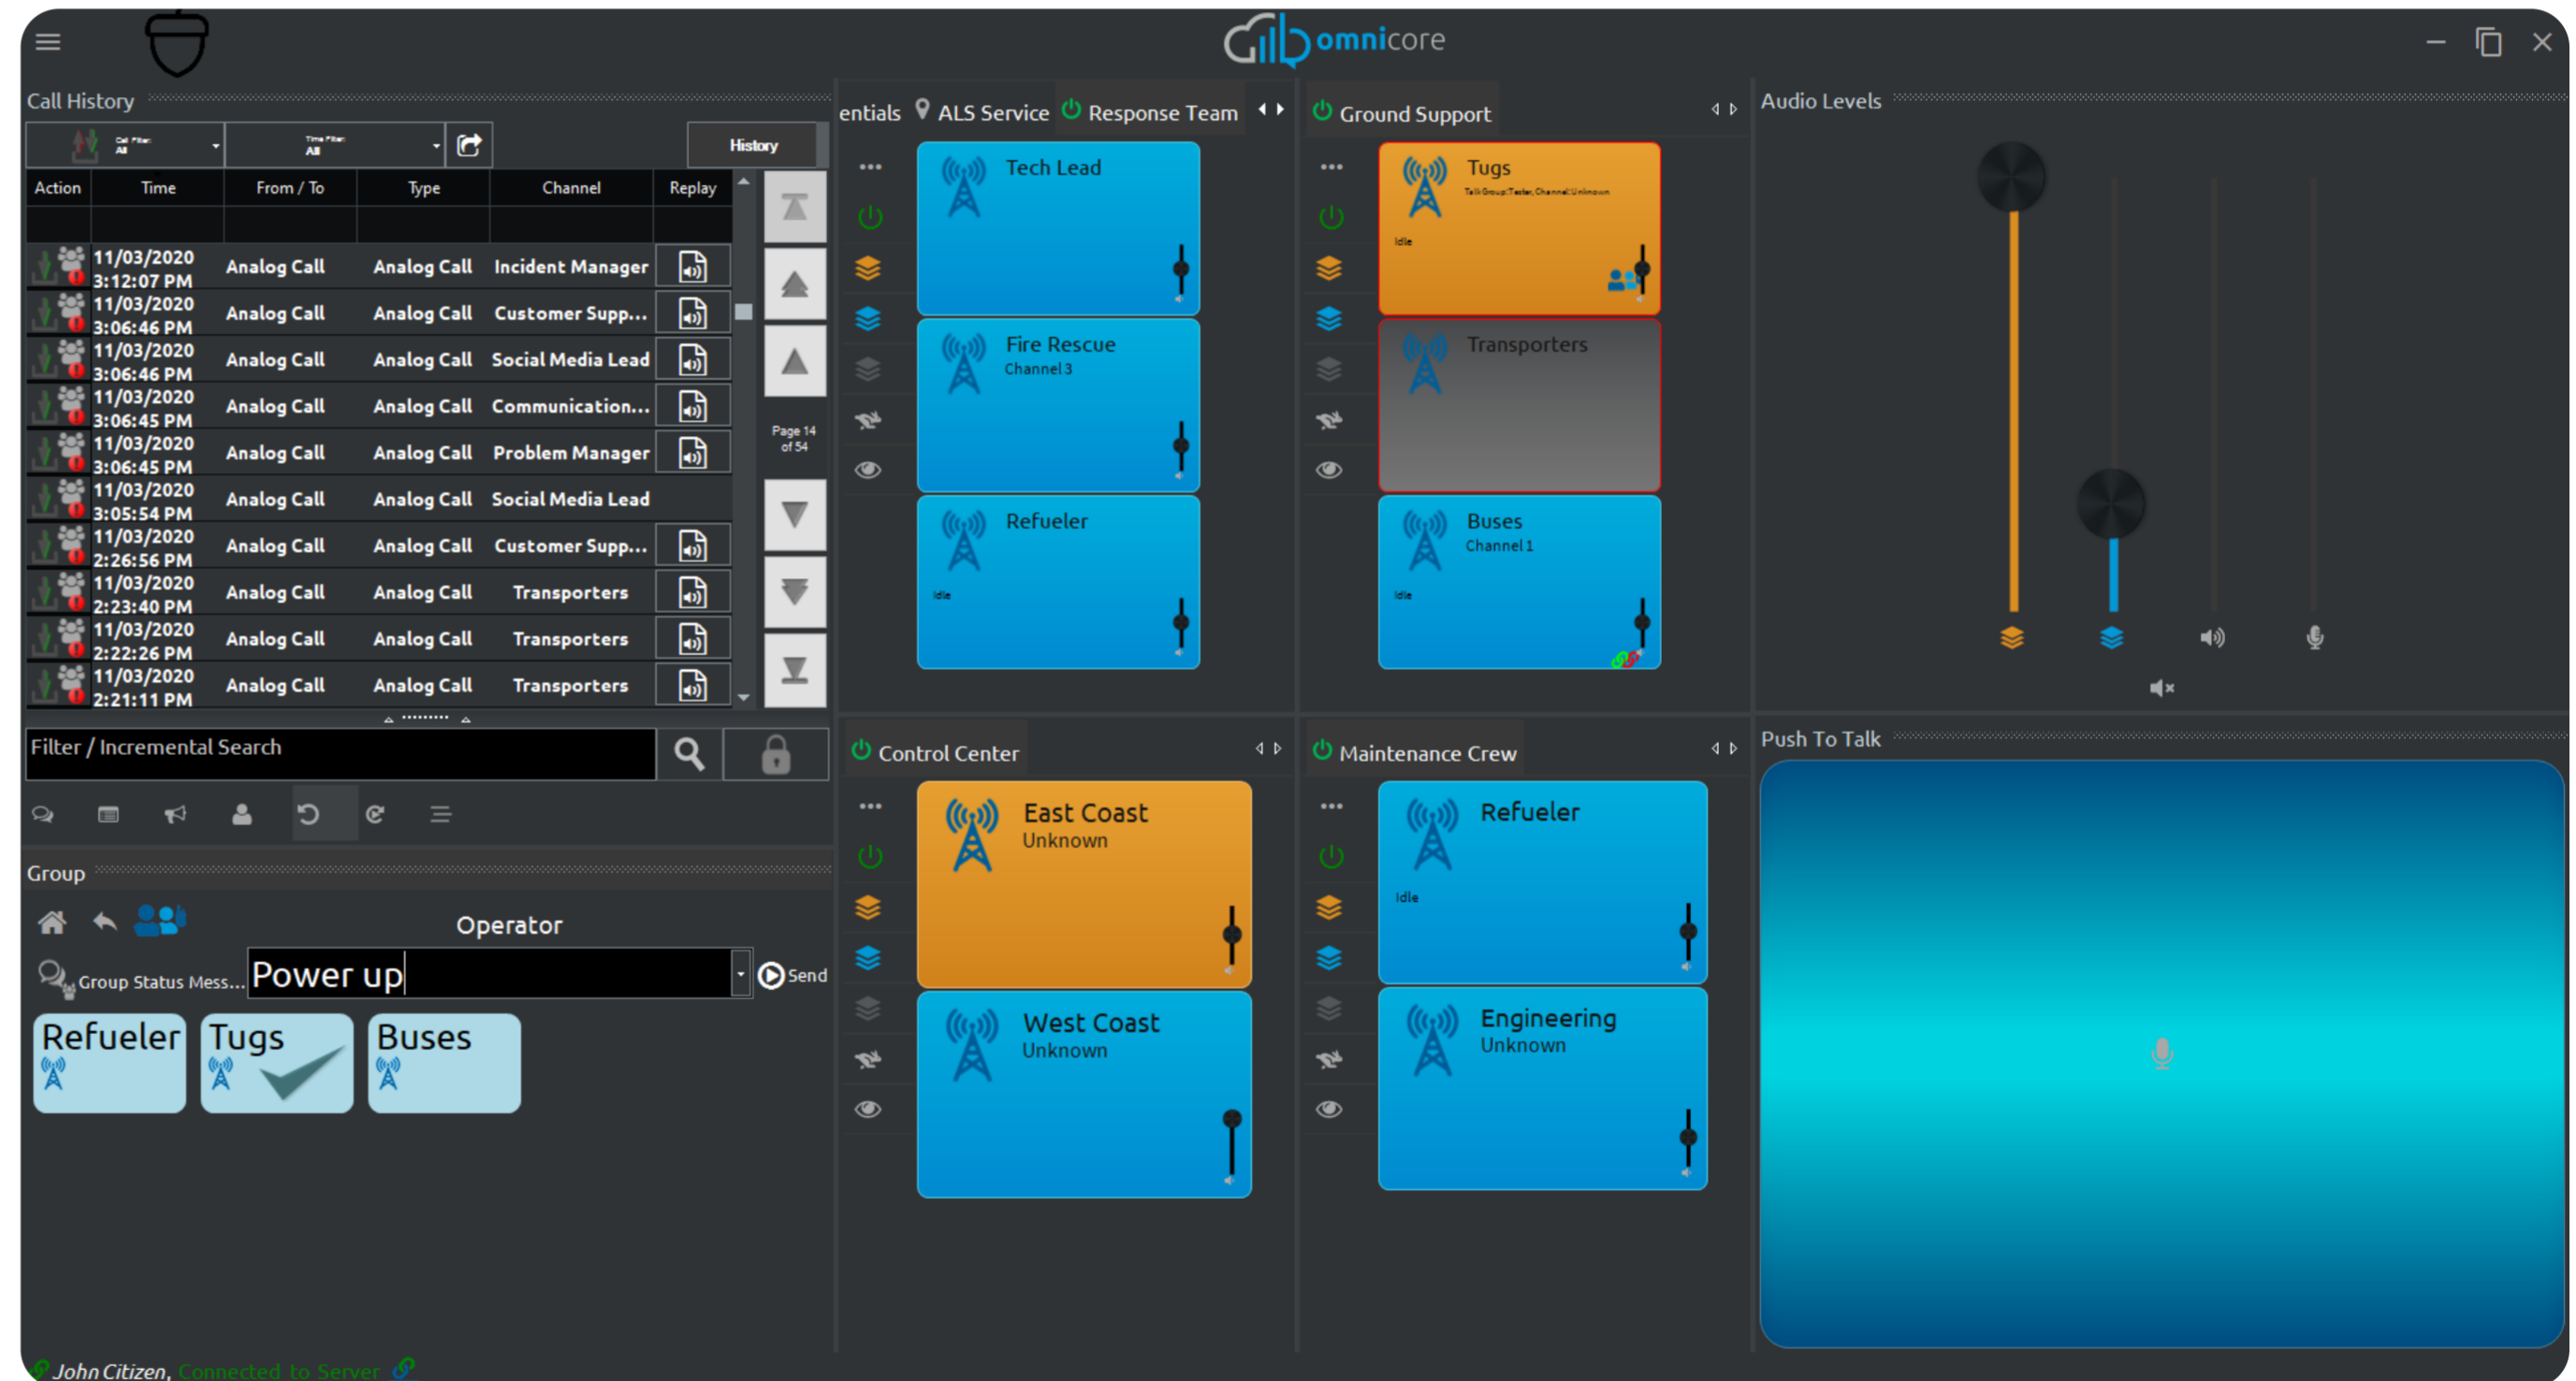 omnicore
Call History
Call Filter:
All
Time Filter:
All
History
Action Time From / To Type Channel Replay
11/03/2020
3:12:07 PM
Analog Call Analog Call Incident Manager
11/03/2020
3:06:46 PM
Analog Call Analog Call Customer Supp...
11/03/2020
3:06:46 PM
Analog Call Analog Call Social Media Lead
11/03/2020
3:06:45 PM
Analog Call Analog Call Communication...
11/03/2020
3:06:45 PM
Analog Call Analog Call Problem Manager
11/03/2020
3:05:54 PM
Analog Call Analog Call Social Media Lead
11/03/2020
2:26:56 PM
Analog Call Analog Call Customer Supp...
11/03/2020
2:23:40 PM
Analog Call Analog Call Transporters
11/03/2020
2:22:26 PM
Analog Call Analog Call Transporters
11/03/2020
2:21:11 PM
Analog Call Analog Call Transporters
Page 14
of 54
Filter / Incremental Search
Group
Operator
Group Status Mess...
Power up
Send
Refueler
Tugs
Buses
John Citizen, Connected to Server
entials ALS Service Response Team
Tech Lead
Fire Rescue
Channel 3
Refueler
Idle
Ground Support
Tugs
TalkGroup:Tester, Channel:Unknown
Idle
Transporters
Buses
Channel 1
Idle
Control Center
East Coast
Unknown
West Coast
Unknown
Maintenance Crew
Refueler
Idle
Engineering
Unknown
Audio Levels
Push To Talk